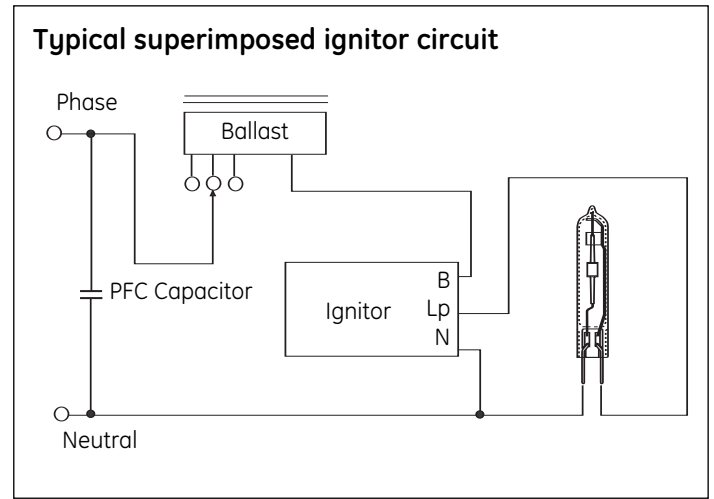 Typical superimposed ignitor circuit
Phase
Ballast
PFC Capacitor
Ignitor
B
Lp
N
Neutral